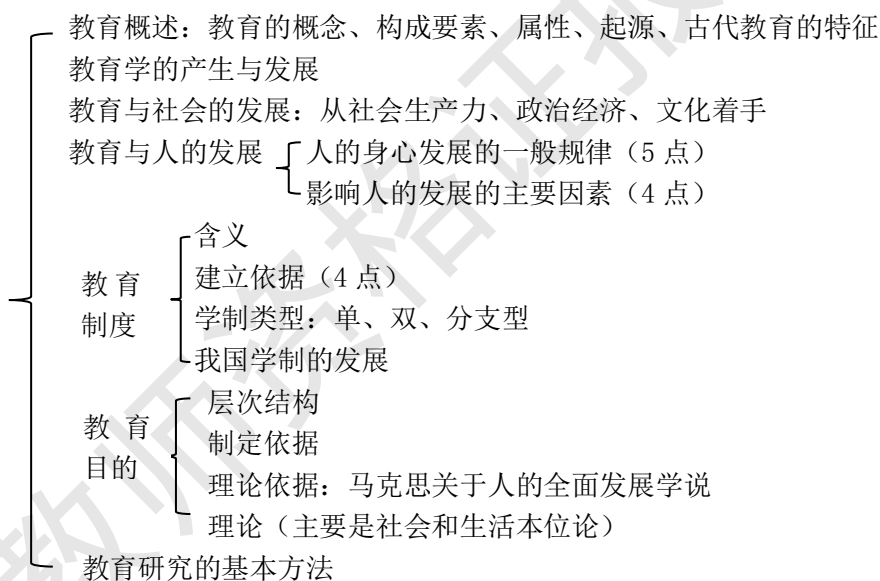 教育概述：教育的概念、构成要素、属性、起源、古代教育的特征
教育学的产生与发展
教育与社会的发展：从社会生产力、政治经济、文化着手
教育与人的发展
人的身心发展的一般规律（5 点）
影响人的发展的主要因素（4 点）
教育
制度
含义
建立依据（4 点）
学制类型：单、双、分支型
我国学制的发展
教 育
目的
层次结构
制定依据
理论依据：马克思关于人的全面发展学说
理论（主要是社会和生活本位论）
教育研究的基本方法
教师资格证